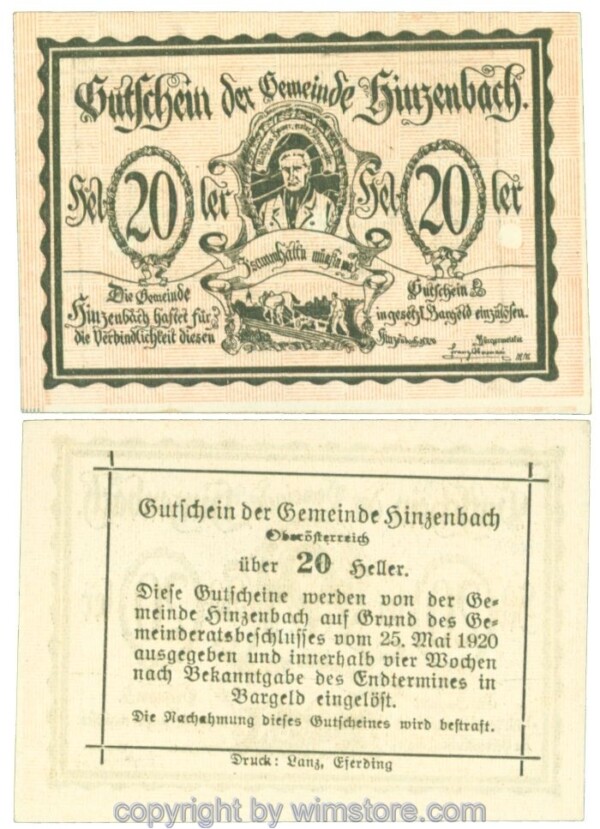 Gutschein der Gemeinde Hinzenbach.
Hel 20 ler Hel 20 ler
Zsammhalt'n müaß'n ma!
Die Gemeinde
Hinzenbach haftet für
die Verbindlichkeit diesen
Gutschein
in gesetzl. Bargeld einzulösen.
Gutschein der Gemeinde Hinzenbach
Oberösterreich
über 20 Heller.
Diese Gutscheine werden von der Ge=
meinde Hinzenbach auf Grund des Ge=
meinderatsbeschlusses vom 25. Mai 1920
ausgegeben und innerhalb vier Wochen
nach Bekanntgabe des Endtermines in
Bargeld eingelöst.
Die Nachahmung dieses Gutscheines wird bestraft.
Druck: Lanz, Eferding
copyright by wimstore.com